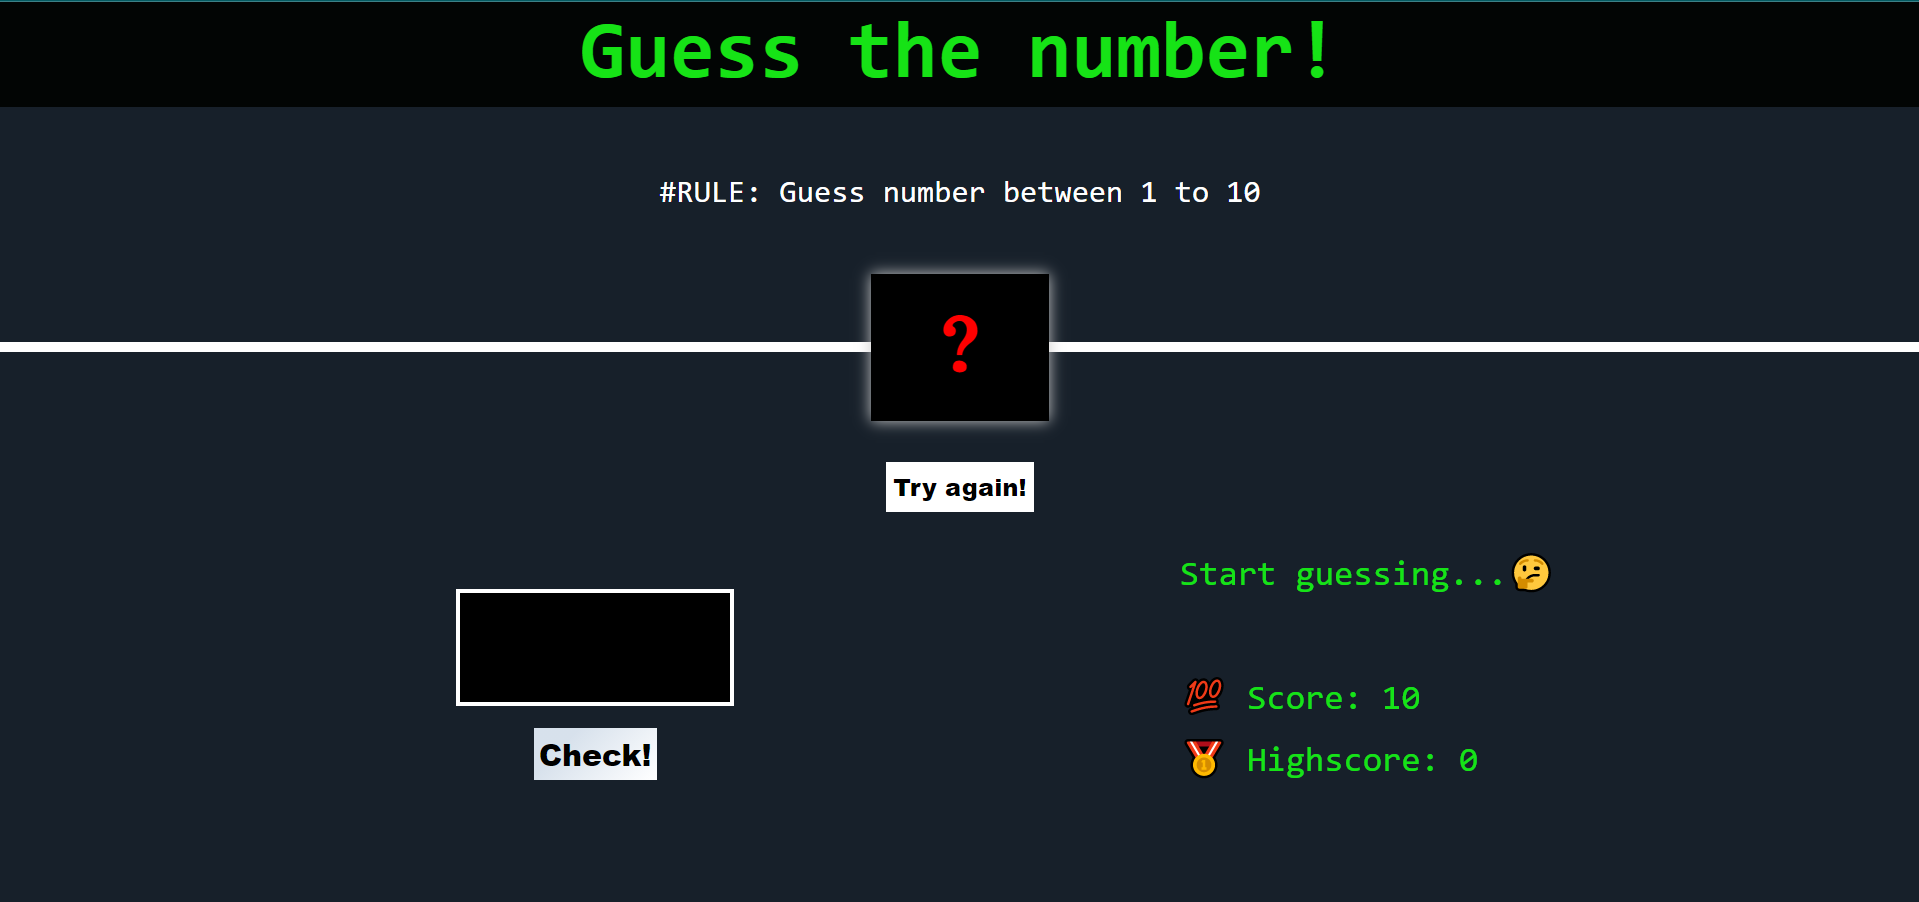 Guess the number!
#RULE: Guess number between 1 to 10
?
Try again!
Start guessing...🤔
Check!
💯 Score: 10
🥇 Highscore: 0